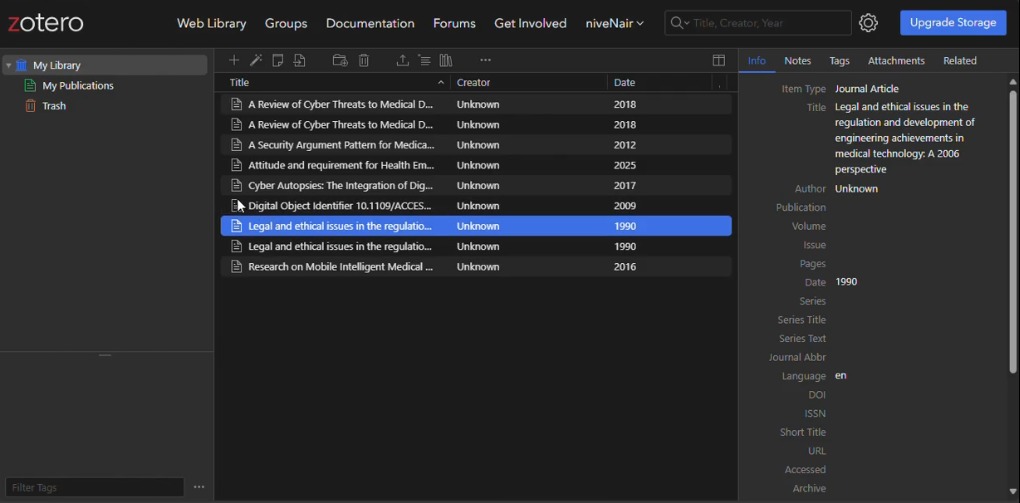 zotero
Web Library Groups Documentation Forums Get Involved niveNair Title, Creator, Year Upgrade Storage
My Library
My Publications
Trash
Title Creator Date
A Review of Cyber Threats to Medical D... Unknown 2018
A Review of Cyber Threats to Medical D... Unknown 2018
A Security Argument Pattern for Medica... Unknown 2012
Attitude and requirement for Health Em... Unknown 2025
Cyber Autopsies: The Integration of Dig... Unknown 2017
Digital Object Identifier 10.1109/ACCES... Unknown 2009
Legal and ethical issues in the regulatio... Unknown 1990
Legal and ethical issues in the regulatio... Unknown 1990
Research on Mobile Intelligent Medical ... Unknown 2016
Filter Tags
Info Notes Tags Attachments Related
Item Type Journal Article
Title Legal and ethical issues in the
regulation and development of
engineering achievements in
medical technology: A 2006
perspective
Author Unknown
Publication
Volume
Issue
Pages
Date 1990
Series
Series Title
Series Text
Journal Abbr
Language en
DOI
ISSN
Short Title
URL
Accessed
Archive